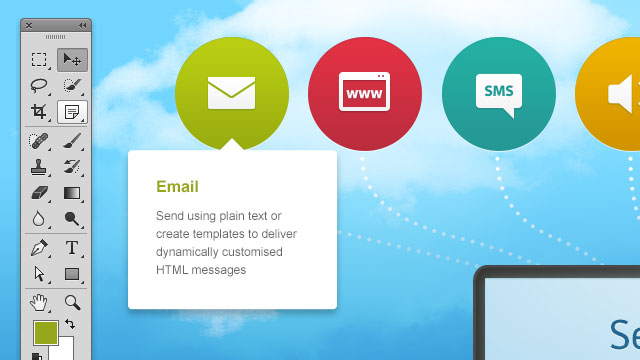 www
SMS
Email
Send using plain text or
create templates to deliver
dynamically customised
HTML messages
T
Se